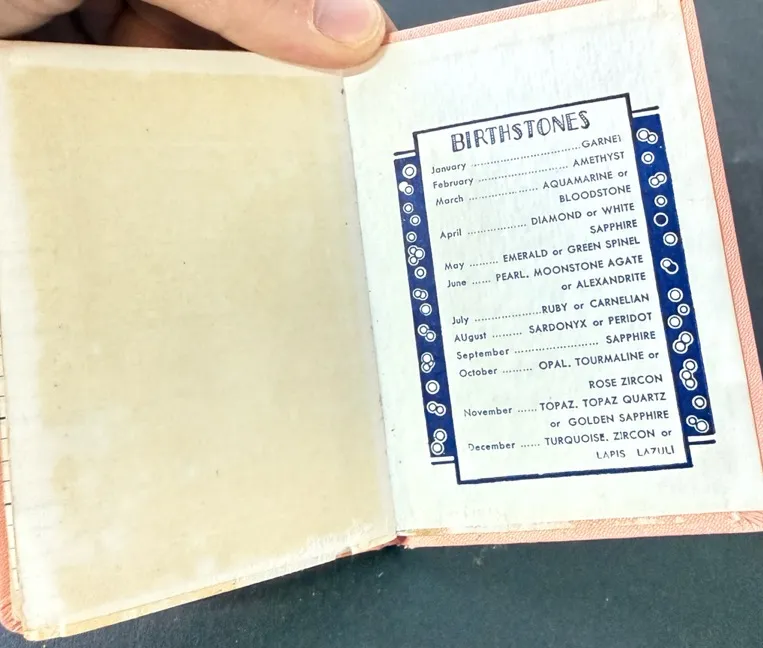 BIRTHSTONES
January ................................ GARNET
February ........................... AMETHYST
March .................... AQUAMARINE or
BLOODSTONE
April ................. DIAMOND or WHITE
SAPPHIRE
May ......... EMERALD or GREEN SPINEL
June ...... PEARL, MOONSTONE AGATE
or ALEXANDRITE
July .....................RUBY or CARNELIAN
AUgust ......... SARDONYX or PERIDOT
September ......................... SAPPHIRE
October ......... OPAL, TOURMALINE or
ROSE ZIRCON
November ...... TOPAZ, TOPAZ QUARTZ
or GOLDEN SAPPHIRE
December ...... TURQUOISE, ZIRCON or
LAPIS LAZULI